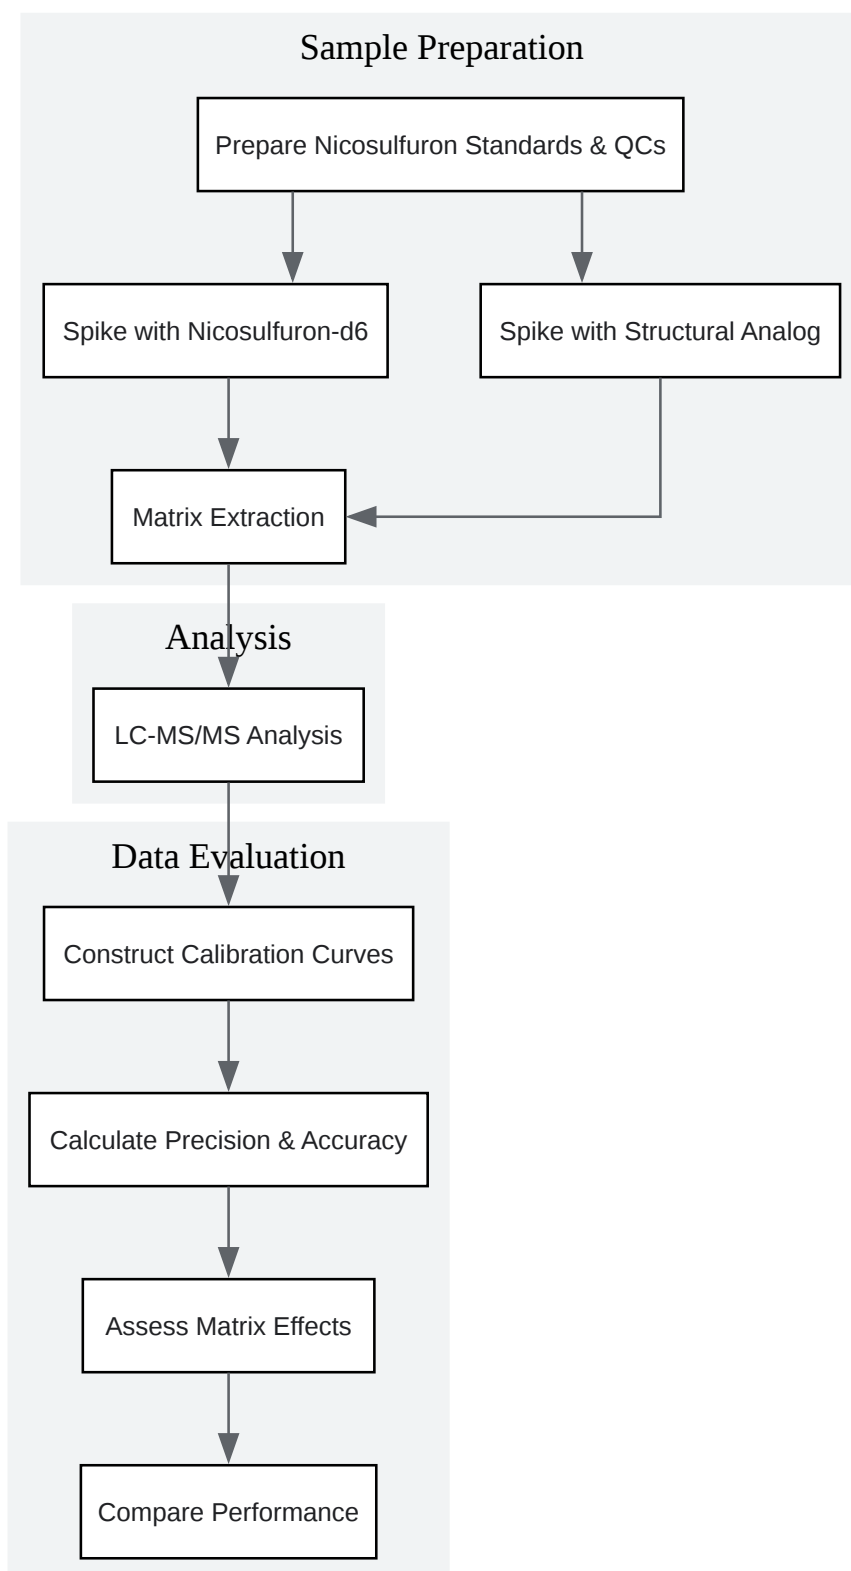 Sample Preparation
Prepare Nicosulfuron Standards & QCs
Spike with Nicosulfuron-d6
Spike with Structural Analog
Matrix Extraction
Analysis
LC-MS/MS Analysis
Data Evaluation
Construct Calibration Curves
Calculate Precision & Accuracy
Assess Matrix Effects
Compare Performance